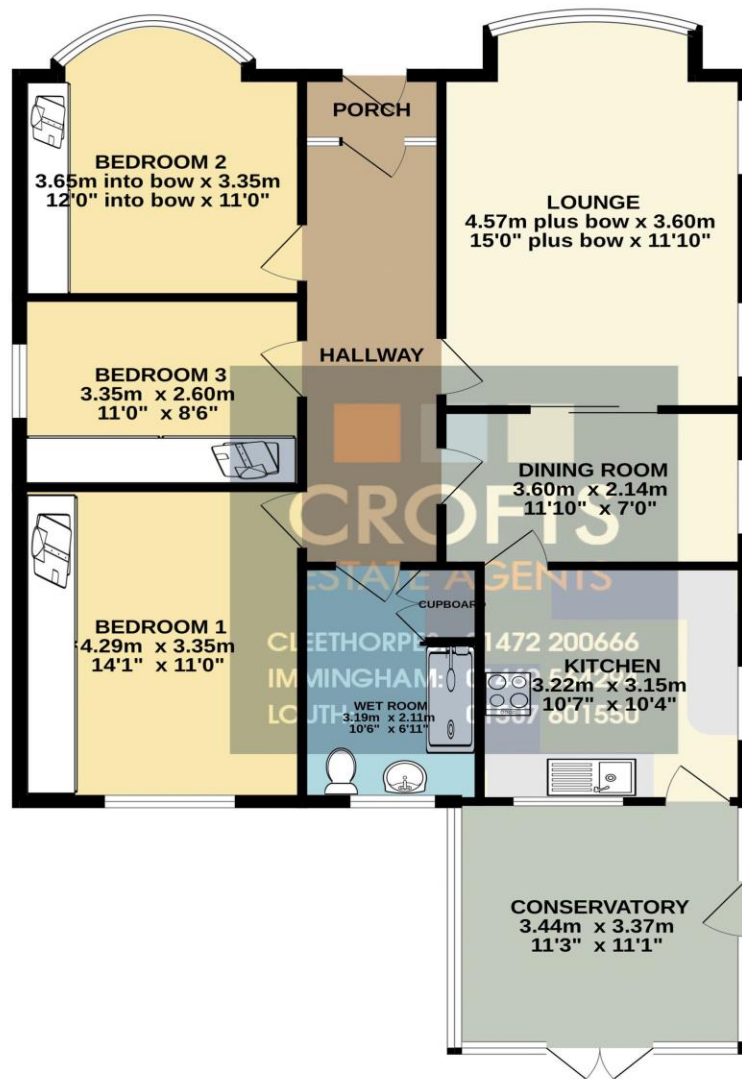 PORCH
BEDROOM 2
3.65m into bow x 3.35m
12'0" into bow x 11'0"
LOUNGE
4.57m plus bow x 3.60m
15'0" plus bow x 11'10"
HALLWAY
BEDROOM 3
3.35m x 2.60m
11'0" x 8'6"
DINING ROOM
3.60m x 2.14m
11'10" x 7'0"
CROFTS
ESTATE AGENTS
CUPBOARD
BEDROOM 1
4.29m x 3.35m
14'1" x 11'0"
CLEETHORPES: 01472 200666
IMMINGHAM:
KITCHEN
3.22m x 3.15m
10'7" x 10'4"
LOUTH: 01507 601550
WET ROOM
3.19m x 2.11m
10'6" x 6'11"
CONSERVATORY
3.44m x 3.37m
11'3" x 11'1"